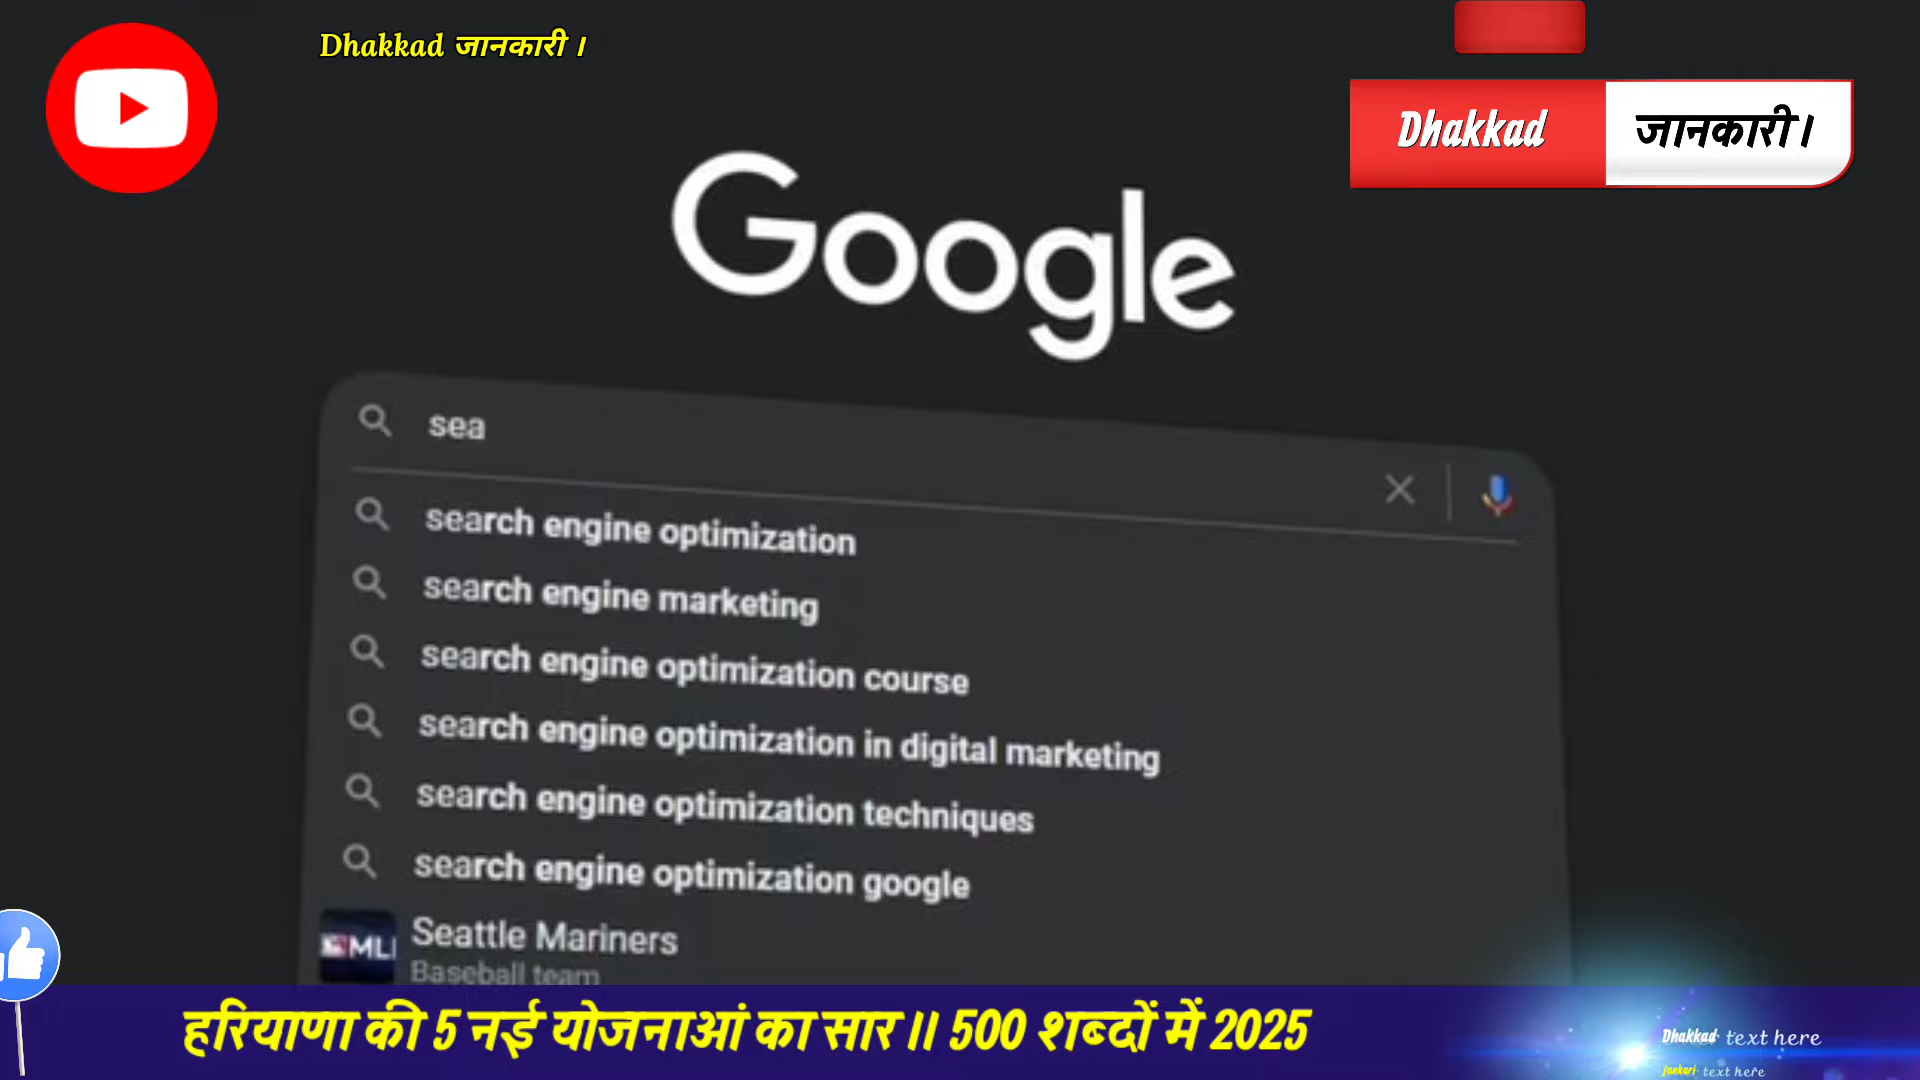 Dhakkad जानकारी ।
Dhakkad जानकारी।
Google
sea
search engine optimization
search engine marketing
search engine optimization course
search engine optimization in digital marketing
search engine optimization techniques
search engine optimization google
MLB
Seattle Mariners
Baseball team
हरियाणा की 5 नई योजनाओं का सार॥ 500 शब्दों में 2025
Dhakkad text here
Jankari text here